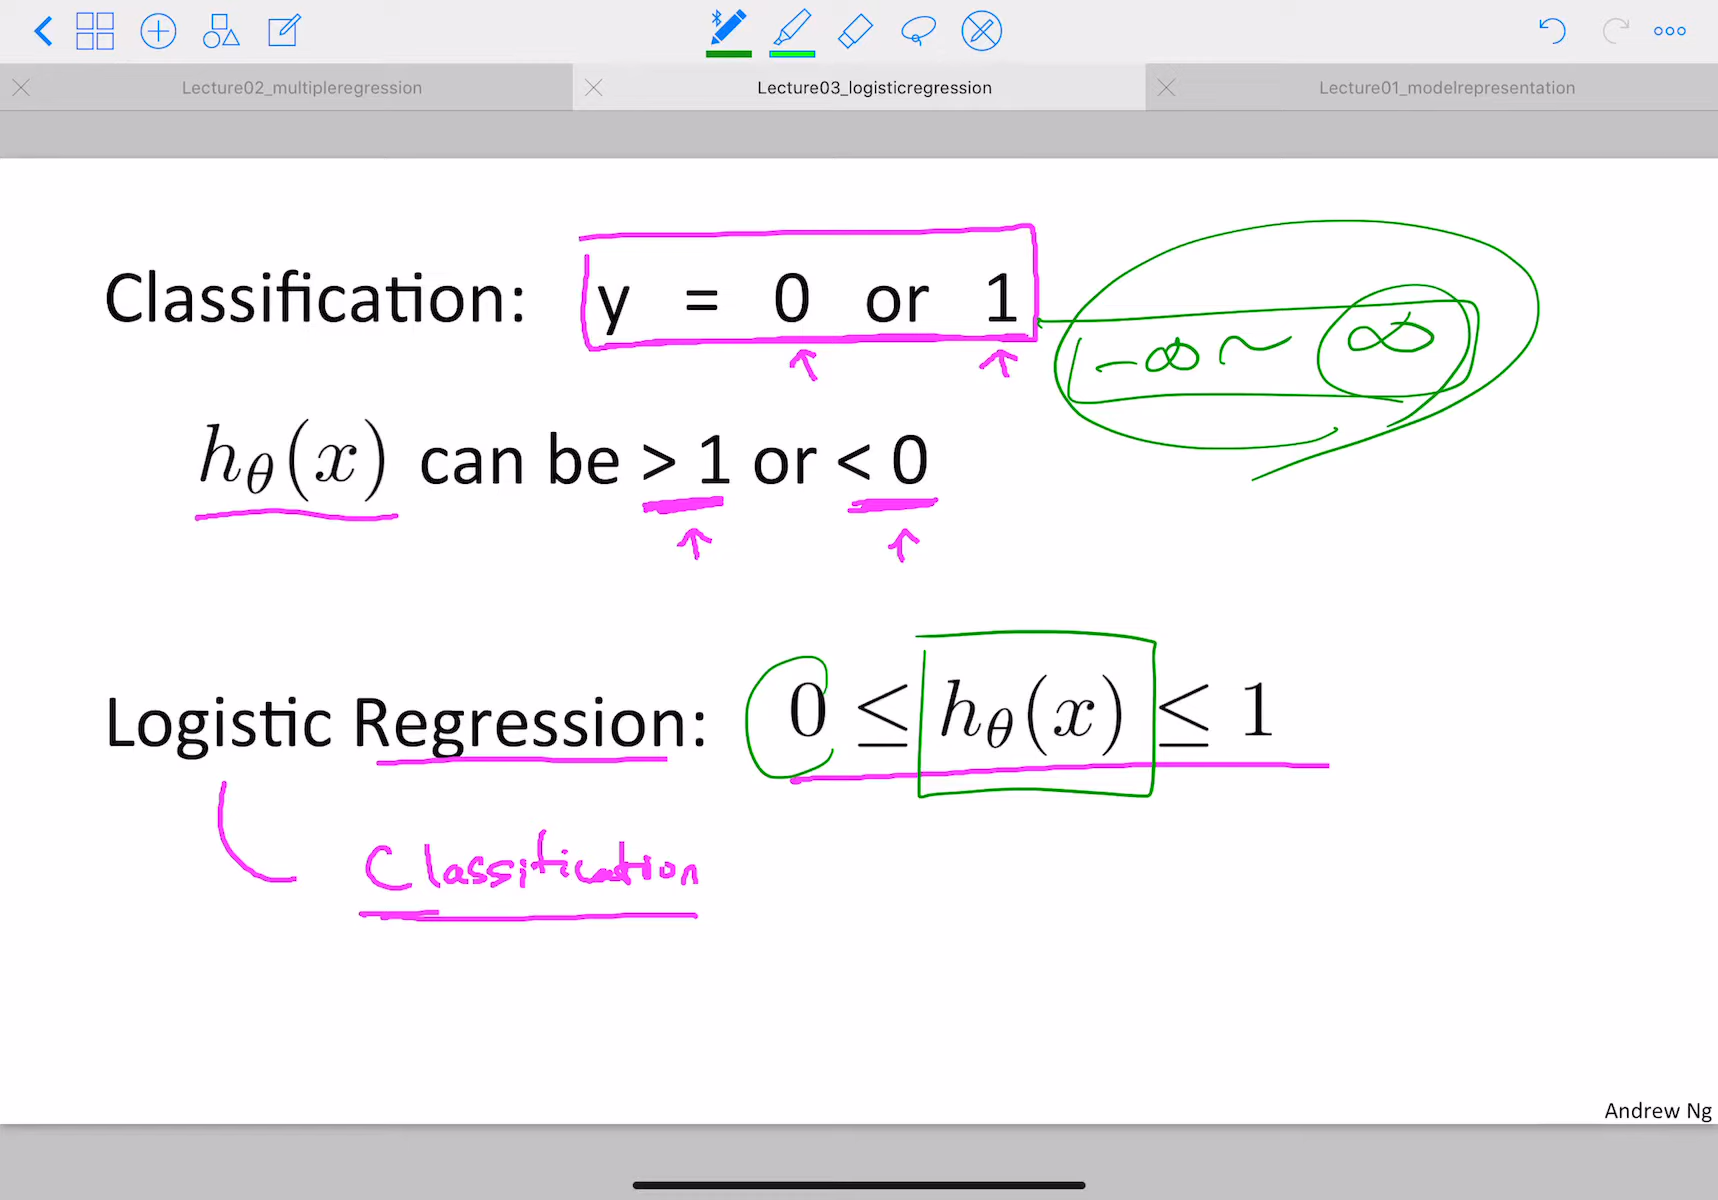 Lecture02_multipleregression
Lecture03_logisticregression
Lecture01_modelrepresentation
Classification: y = 0 or 1
-∞ ~ ∞
hθ(x) can be > 1 or < 0
Logistic Regression: 0 ≤ hθ(x) ≤ 1
Classification
Andrew Ng